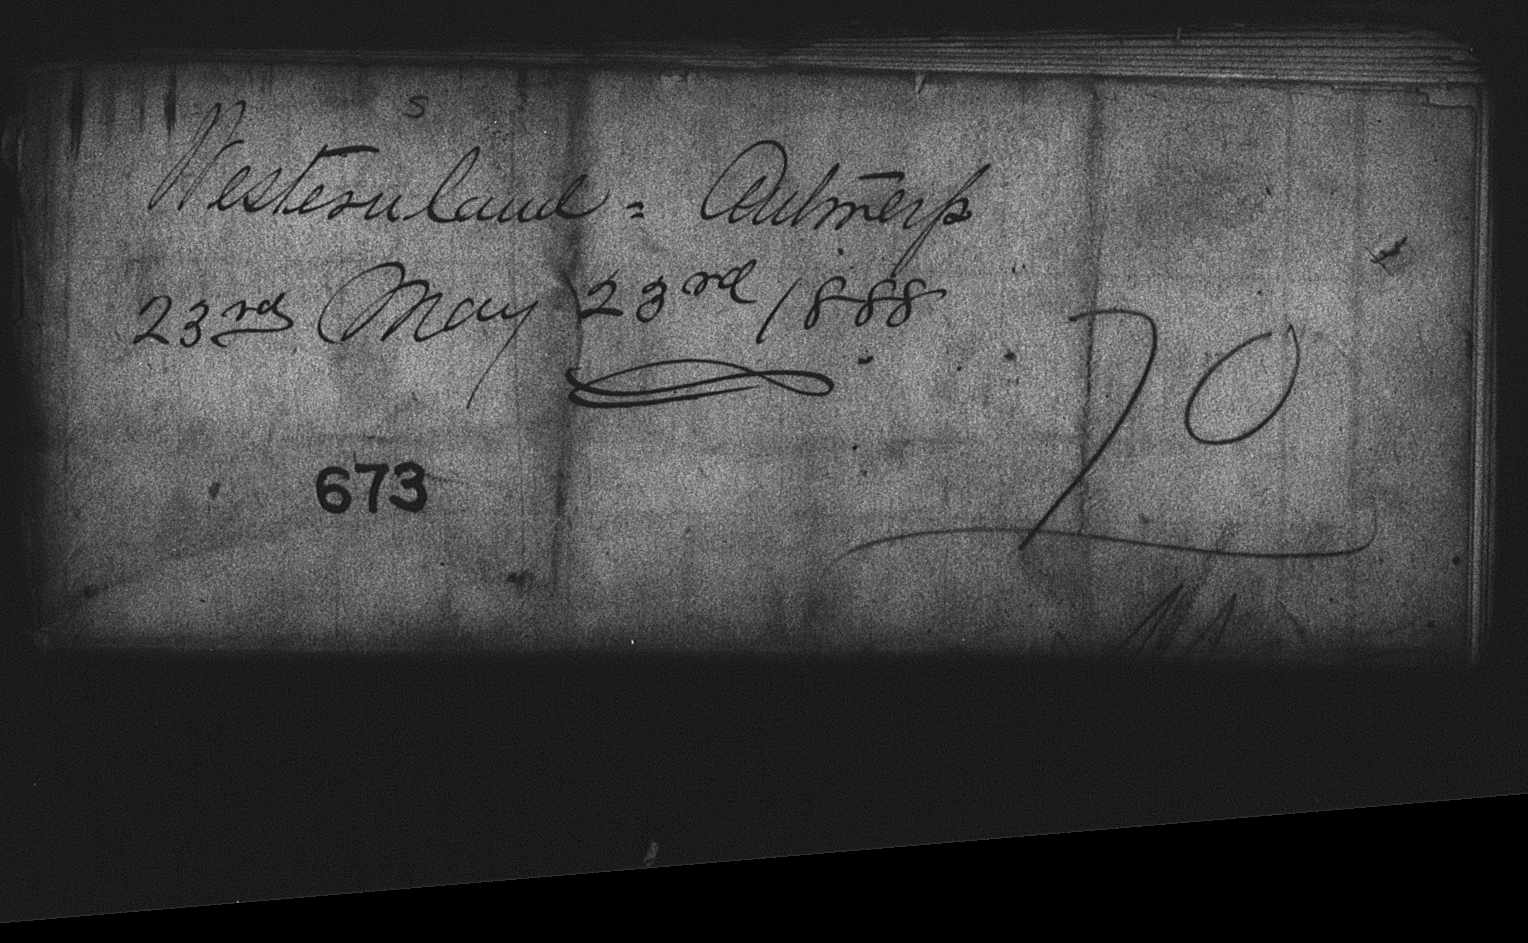 s
Westernland = Antwerp
23rd May 23rd 1888
70
673